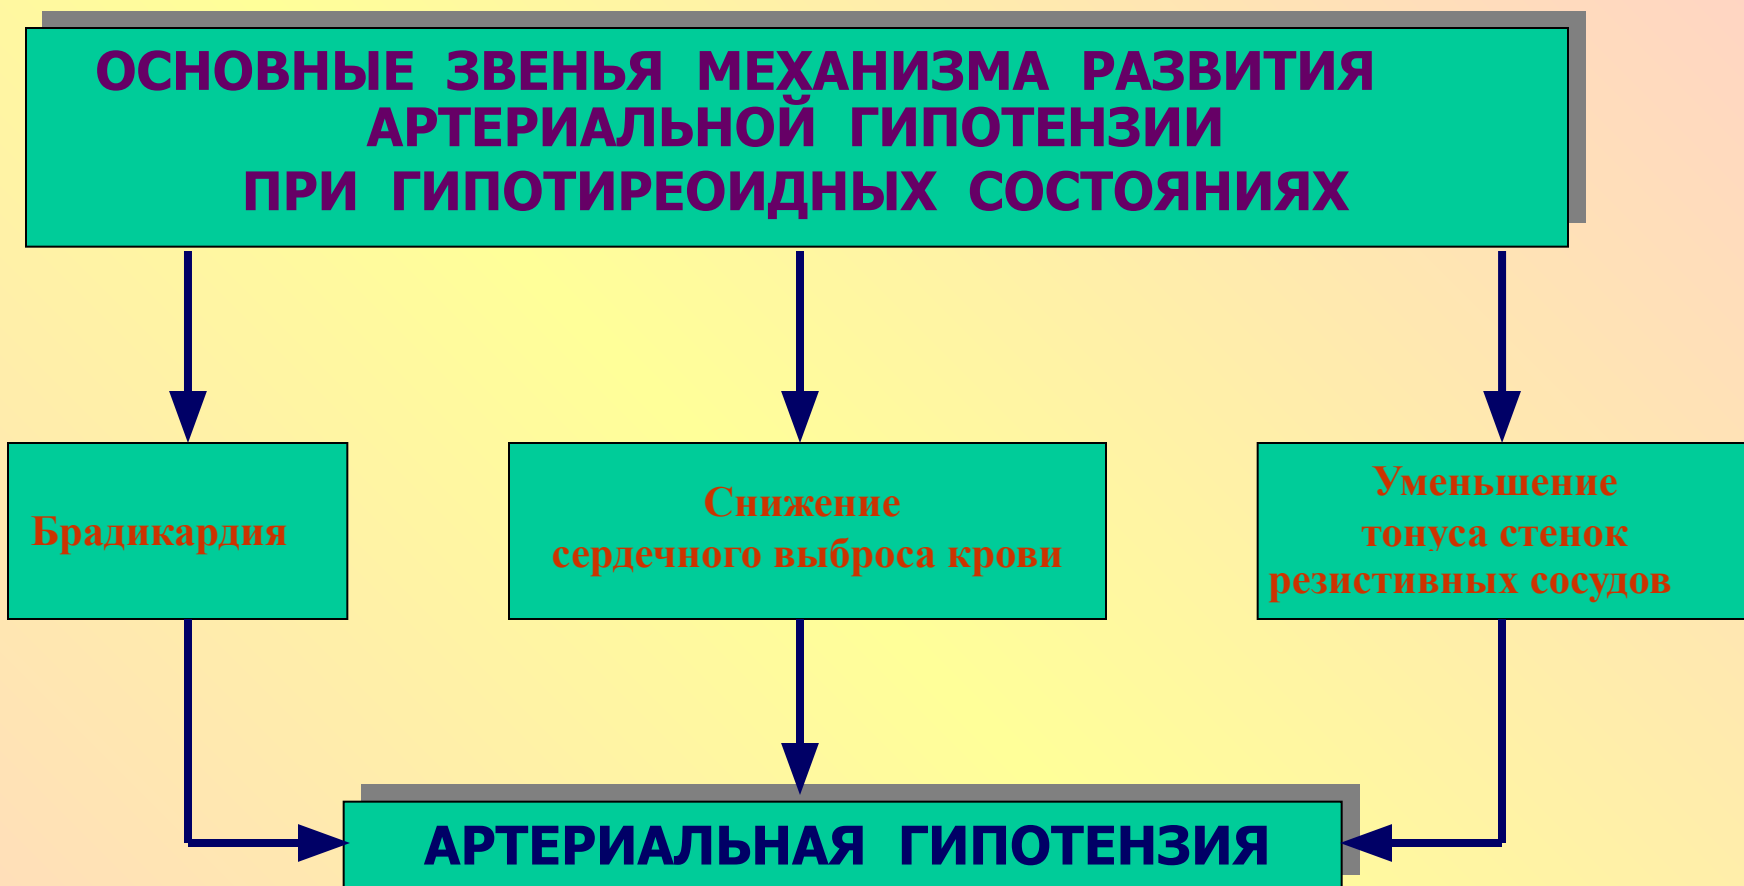 ОСНОВНЫЕ ЗВЕНЬЯ МЕХАНИЗМА РАЗВИТИЯ
АРТЕРИАЛЬНОЙ ГИПОТЕНЗИИ
ПРИ ГИПОТИРЕОИДНЫХ СОСТОЯНИЯХ
Брадикардия
Снижение
сердечного выброса крови
Уменьшение
тонуса стенок
резистивных сосудов
АРТЕРИАЛЬНАЯ ГИПОТЕНЗИЯ